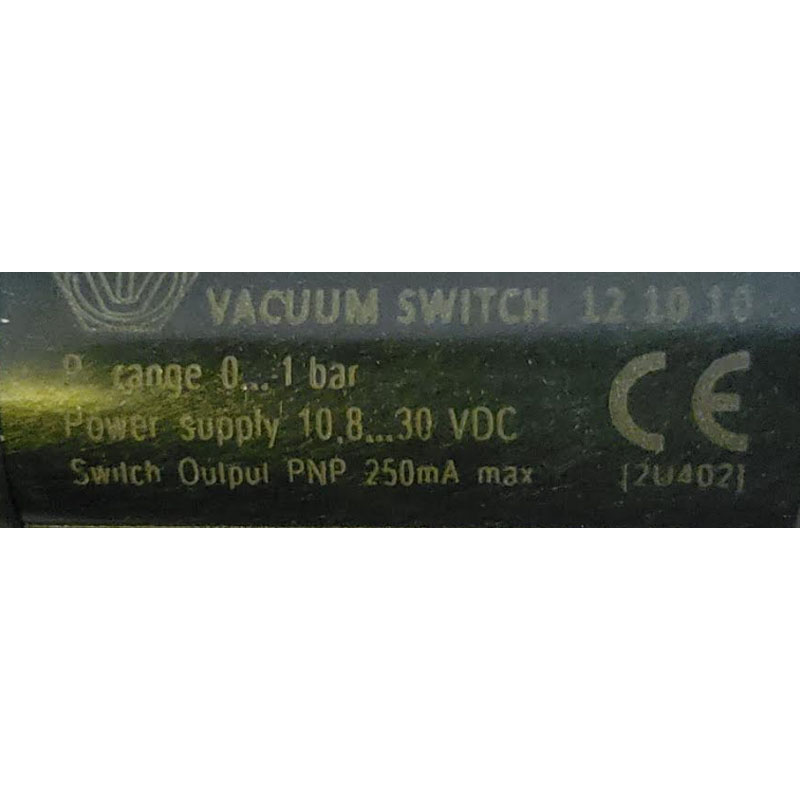 VACUUM SWITCH 12 10 10
P. range 0...-1 bar
Power supply 10,8...30 VDC
Switch Output PNP 250mA max
CE
[2U402]